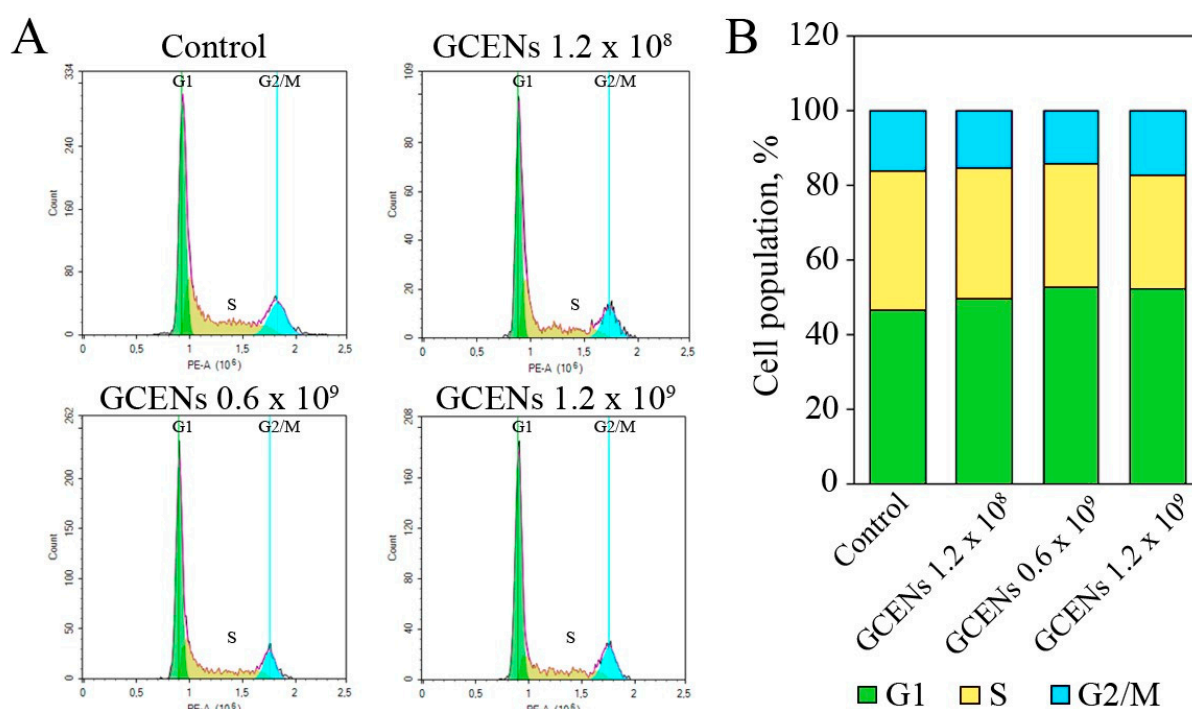 A
Control
334
240
160
80
0
Count
G1
G2/M
S
0
0,5
1
1,5
2
2,5
PE-A (10⁶)
GCENs 1.2 x 10⁸
109
80
60
40
20
0
Count
G1
G2/M
S
0
0,5
1
1,5
2
2,5
PE-A (10⁶)
GCENs 0.6 x 10⁹
262
200
150
100
50
0
Count
G1
G2/M
S
0
0,5
1
1,5
2
2,5
PE-A (10⁶)
GCENs 1.2 x 10⁹
208
160
120
80
40
0
Count
G1
G2/M
S
0
0,5
1
1,5
2
2,5
PE-A (10⁶)
B
Cell population, %
120
100
80
60
40
20
0
Control
GCENs 1.2 x 10⁸
GCENs 0.6 x 10⁹
GCENs 1.2 x 10⁹
G1 S G2/M